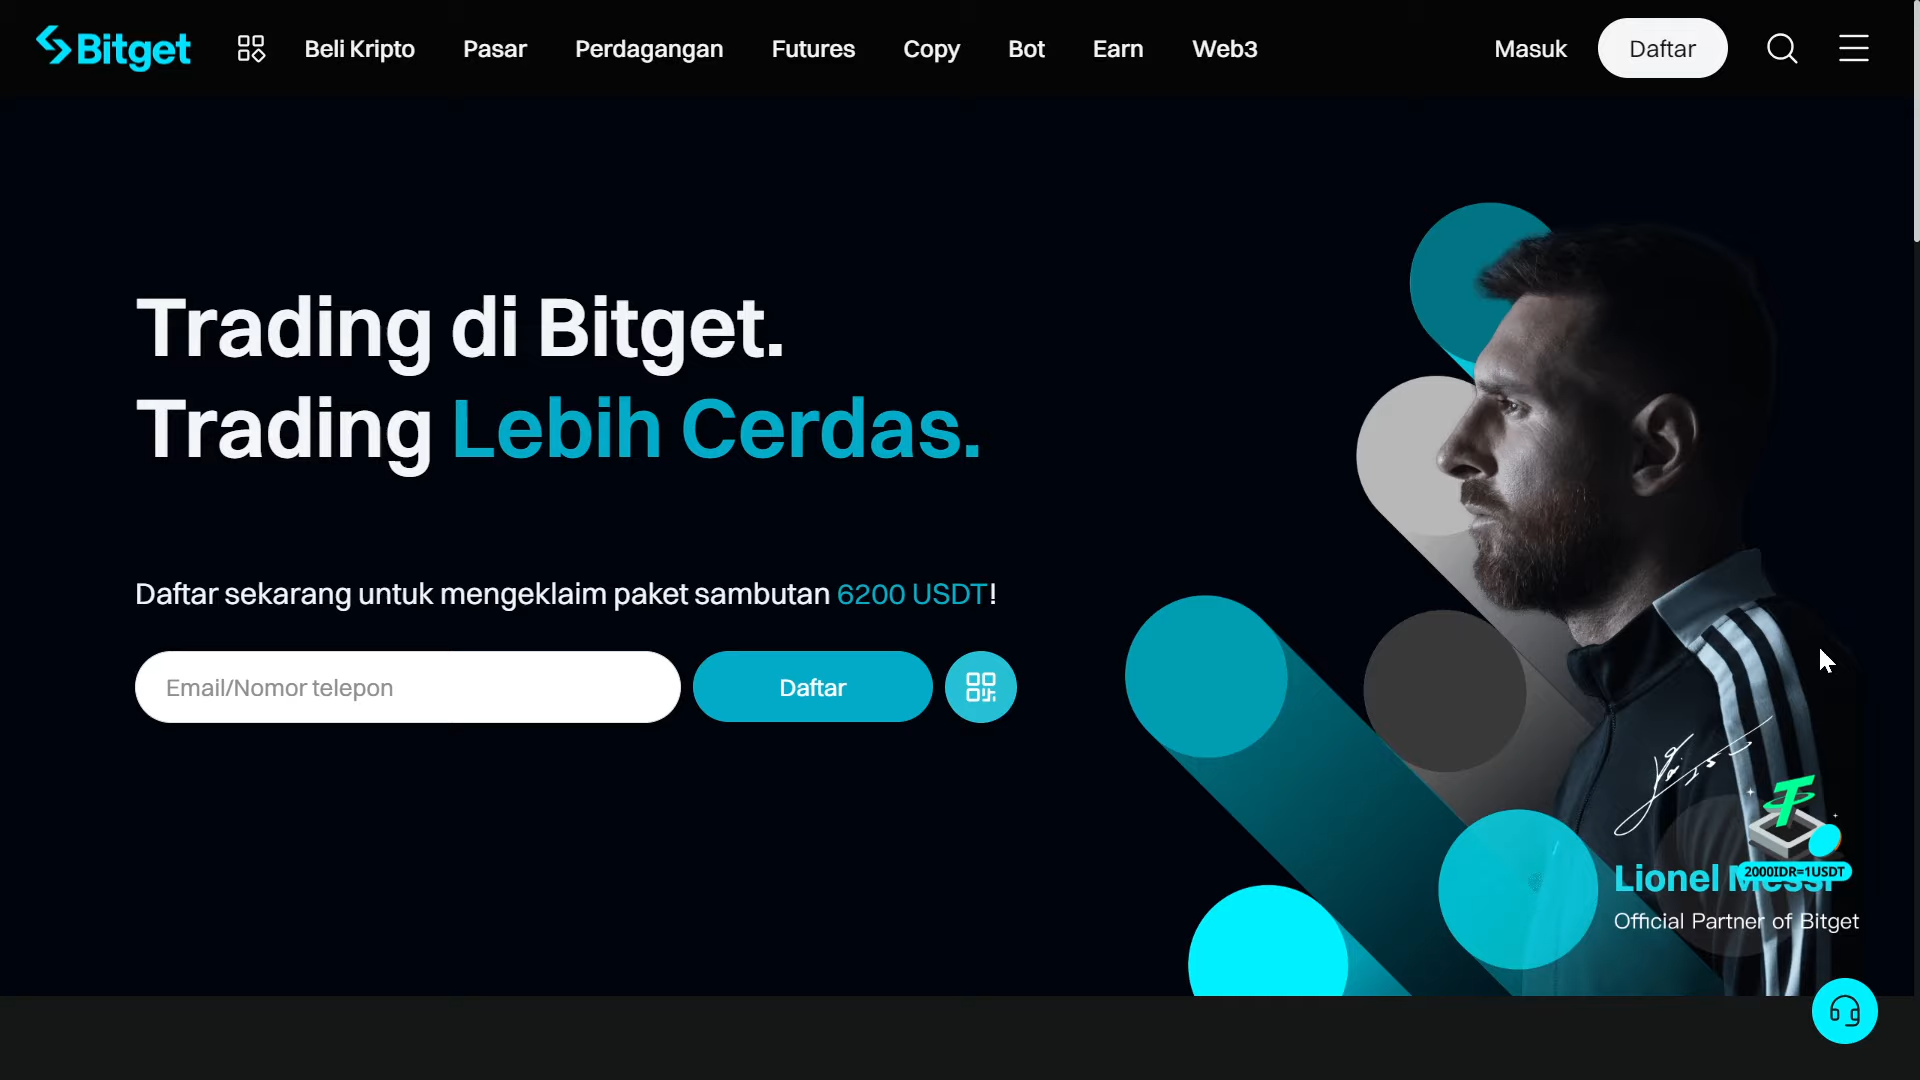 Bitget
Beli Kripto
Pasar
Perdagangan
Futures
Copy
Bot
Earn
Web3
Masuk
Daftar
Trading di Bitget.
Trading Lebih Cerdas.
Daftar sekarang untuk mengeklaim paket sambutan 6200 USDT!
Email/Nomor telepon
Daftar
2000IDR=1USDT
Lionel Messi
Official Partner of Bitget